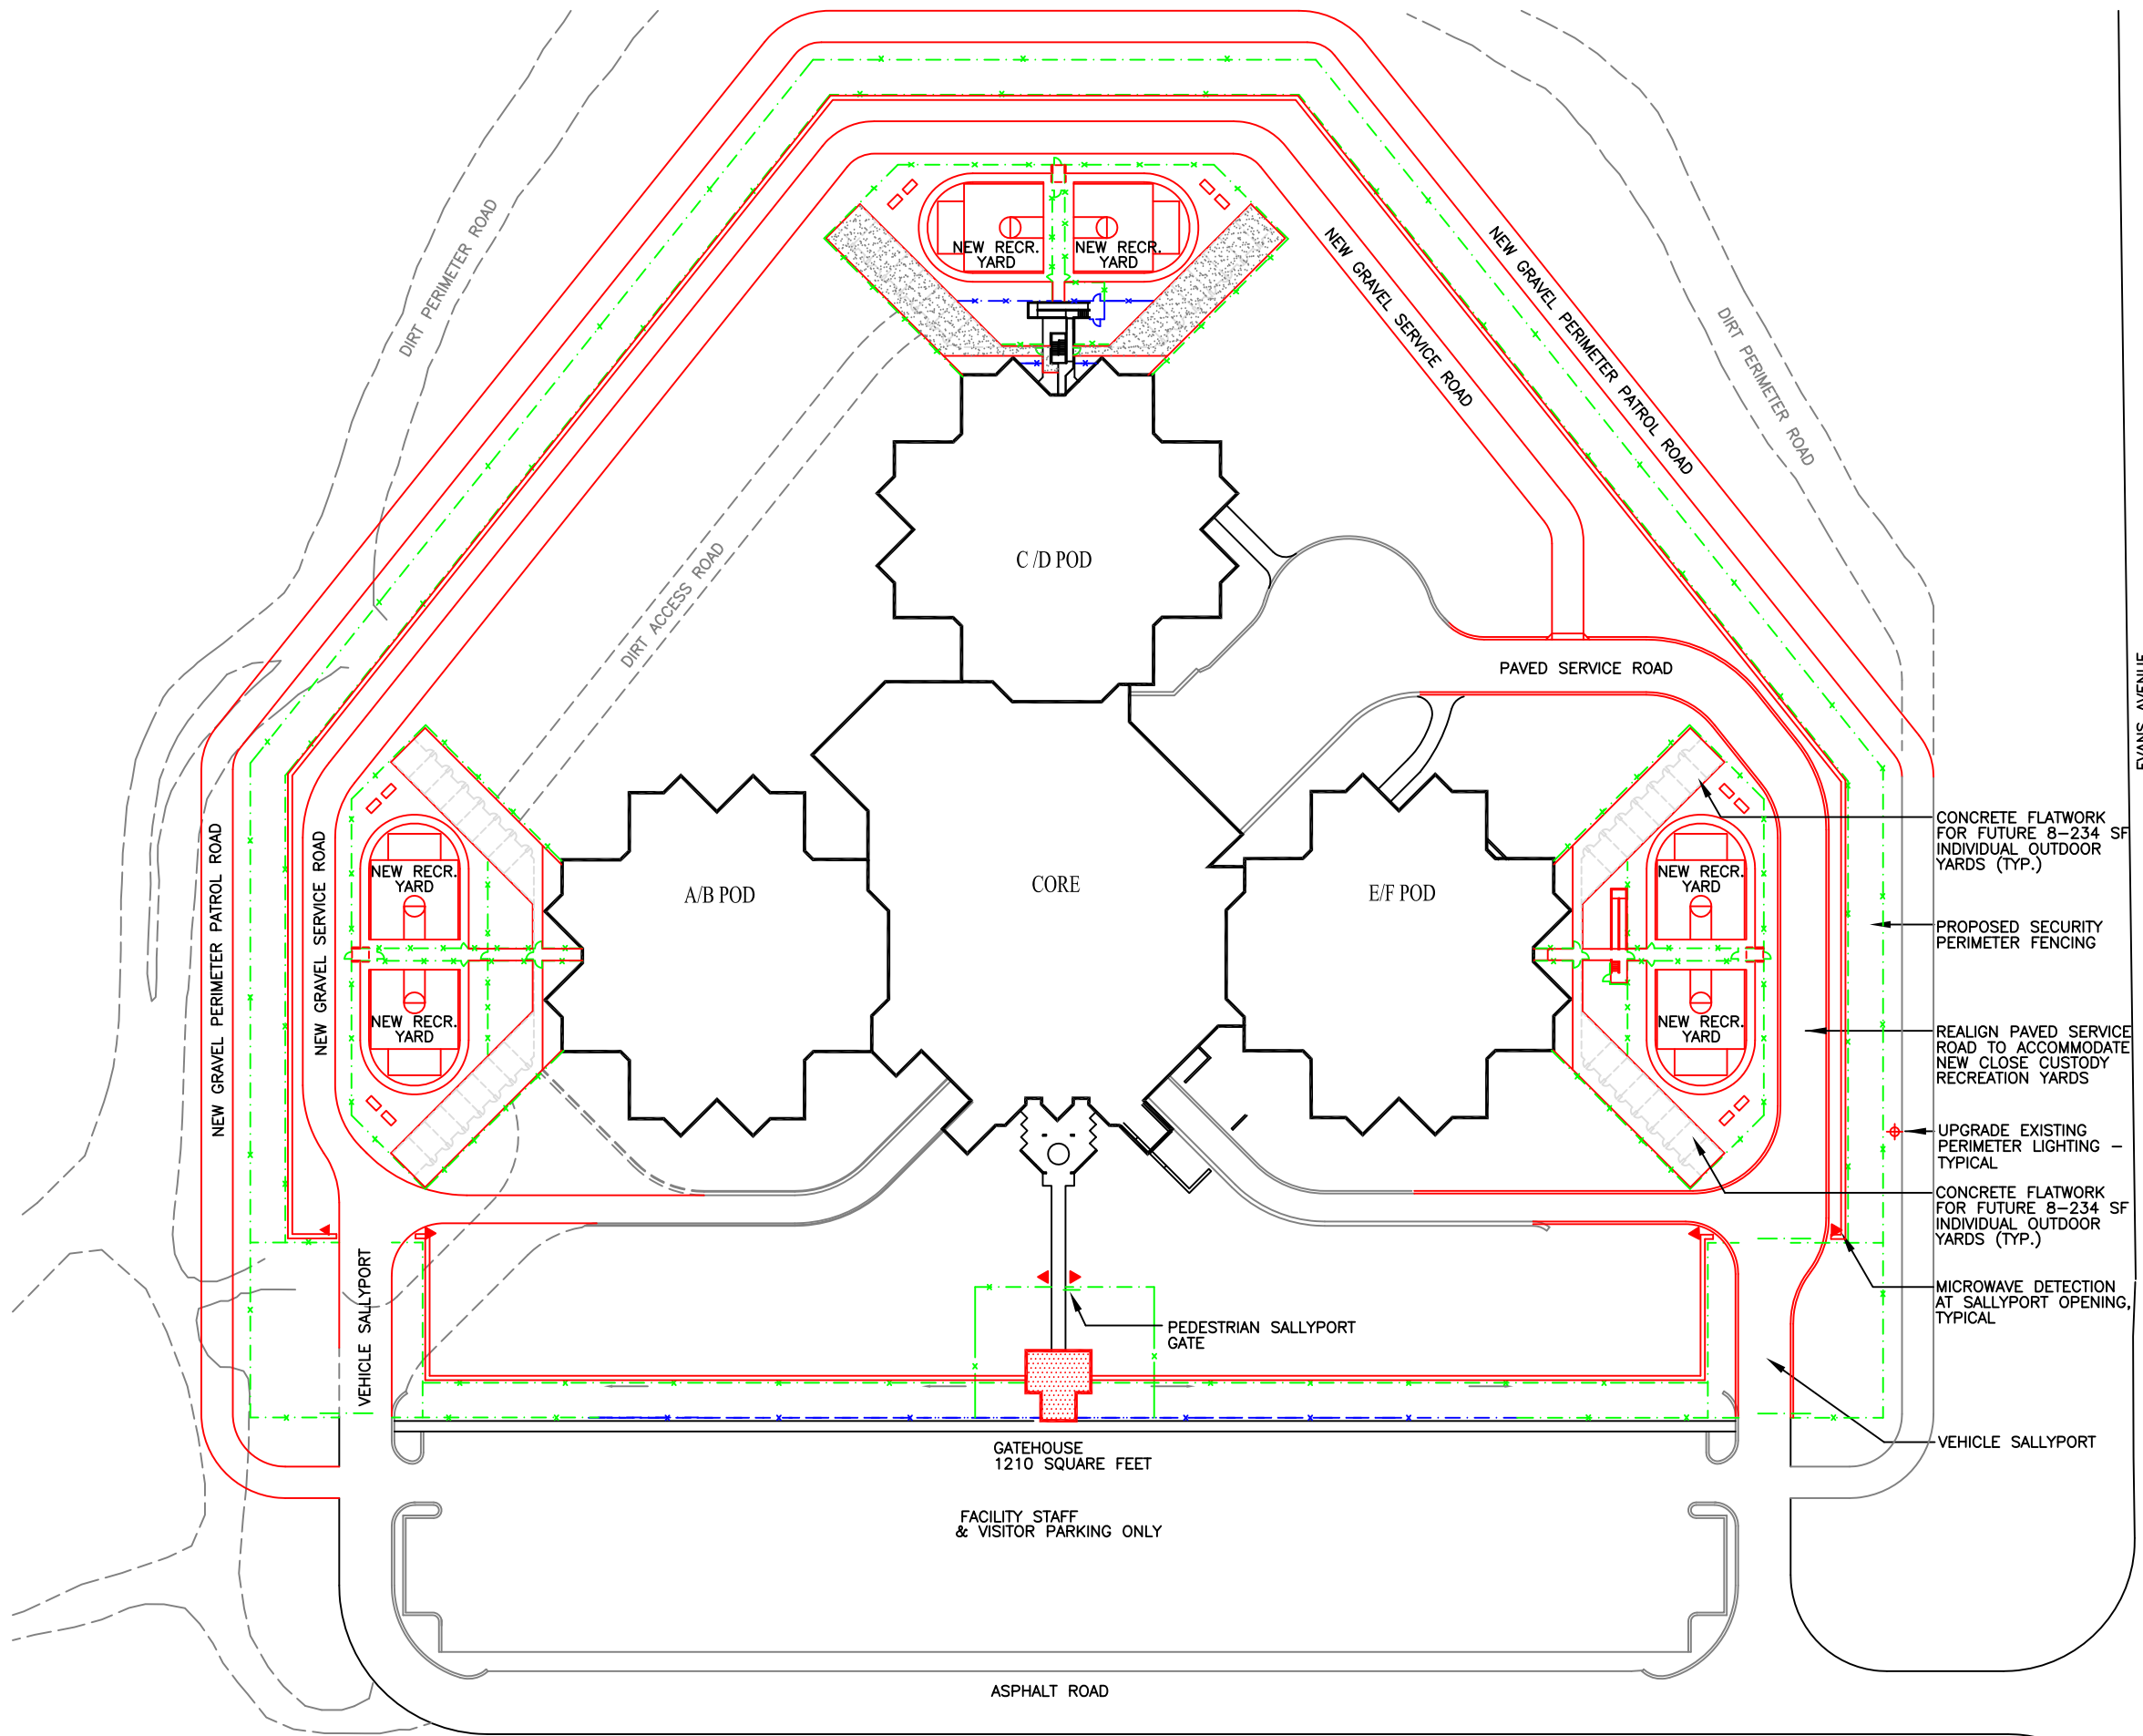 DIRT PERIMETER ROAD
NEW RECR.
YARD
NEW RECR.
YARD
NEW GRAVEL SERVICE ROAD
NEW GRAVEL PERIMETER PATROL ROAD
DIRT PERIMETER ROAD
DIRT ACCESS ROAD
C /D POD
PAVED SERVICE ROAD
EVANS AVENUE
NEW GRAVEL PERIMETER PATROL ROAD
NEW GRAVEL SERVICE ROAD
NEW RECR.
YARD
NEW RECR.
YARD
A/B POD
CORE
E/F POD
NEW RECR.
YARD
NEW RECR.
YARD
CONCRETE FLATWORK
FOR FUTURE 8-234 SF
INDIVIDUAL OUTDOOR
YARDS (TYP.)
PROPOSED SECURITY
PERIMETER FENCING
REALIGN PAVED SERVICE
ROAD TO ACCOMMODATE
NEW CLOSE CUSTODY
RECREATION YARDS
UPGRADE EXISTING
PERIMETER LIGHTING -
TYPICAL
CONCRETE FLATWORK
FOR FUTURE 8-234 SF
INDIVIDUAL OUTDOOR
YARDS (TYP.)
MICROWAVE DETECTION
AT SALLYPORT OPENING,
TYPICAL
VEHICLE SALLYPORT
VEHICLE SALLYPORT
PEDESTRIAN SALLYPORT
GATE
GATEHOUSE
1210 SQUARE FEET
FACILITY STAFF
& VISITOR PARKING ONLY
ASPHALT ROAD